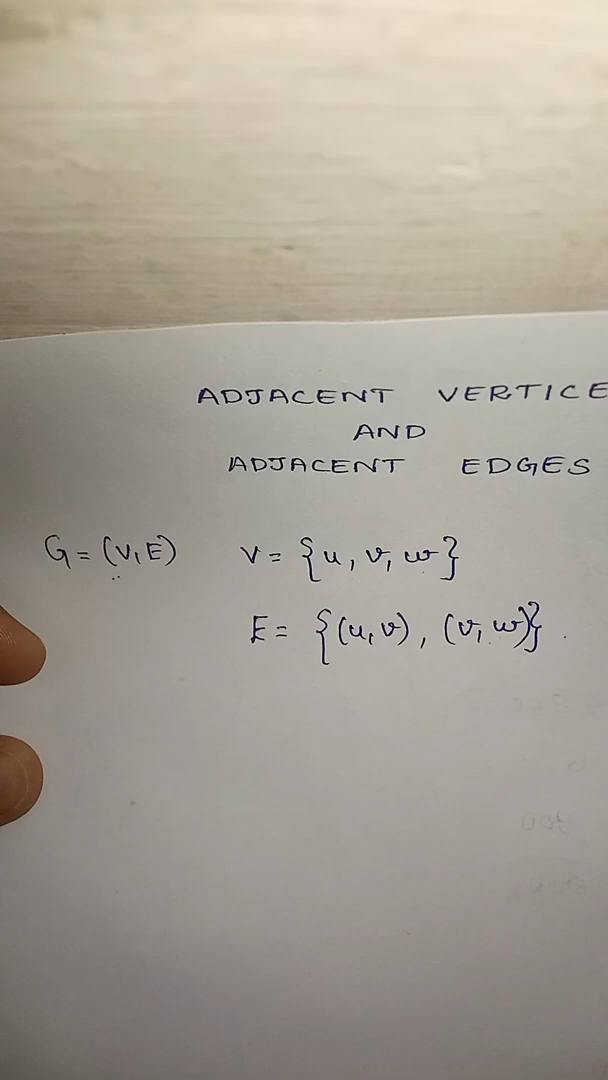 ADJACENT VERTICE
AND
ADJACENT EDGES
G = (V, E) V = {u, v, w}
E = {(u, v), (v, w)}.